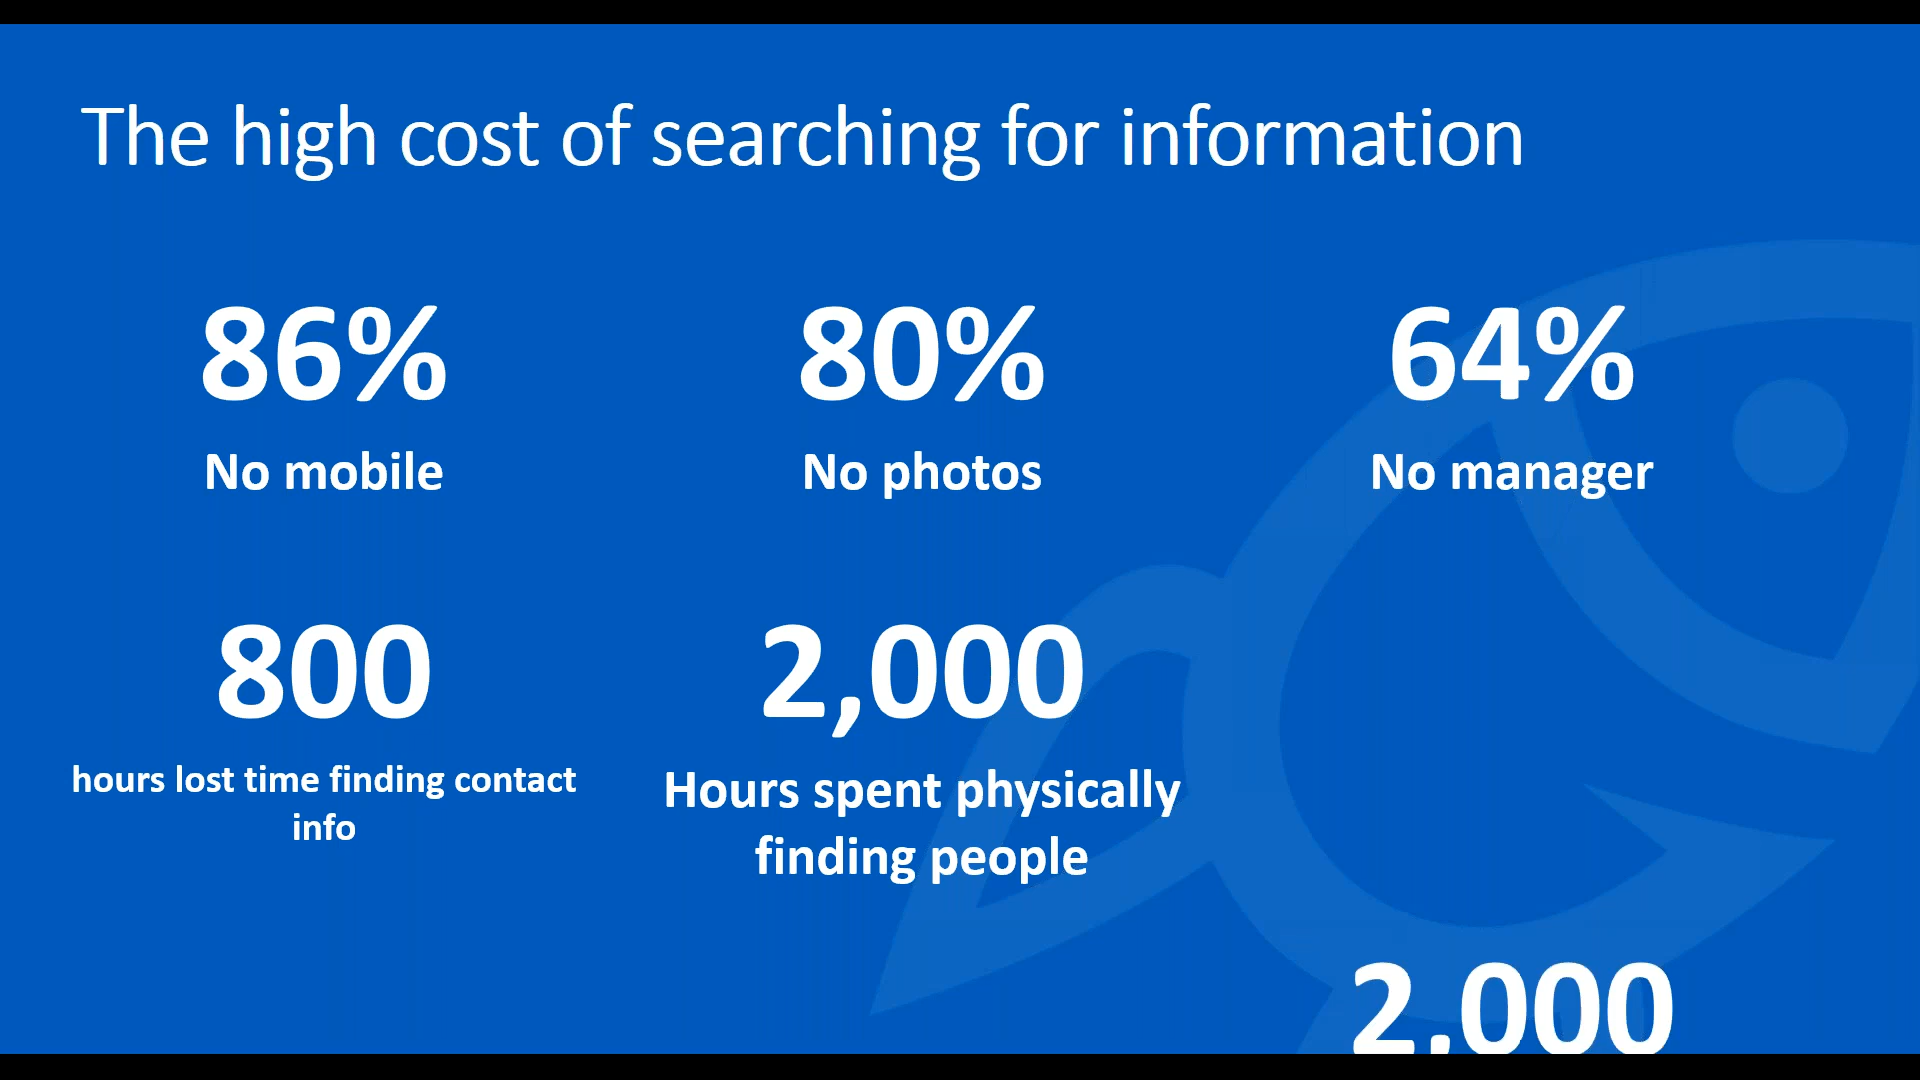 The high cost of searching for information
86%
80%
64%
No mobile
No photos
No manager
800
2,000
hours lost time finding contact
info
Hours spent physically
finding people
2,000